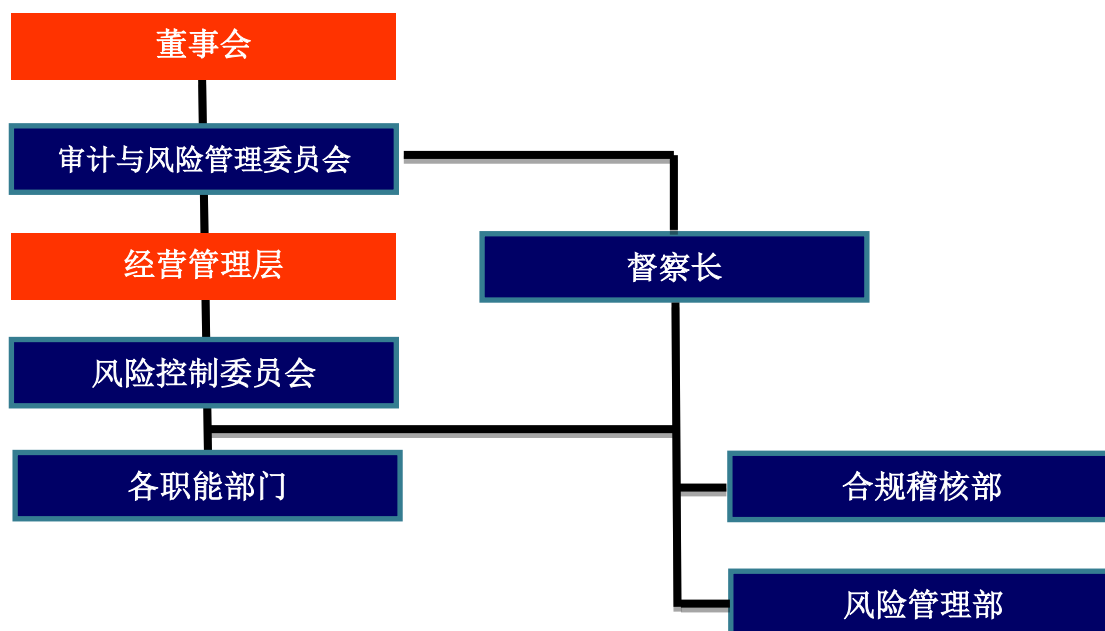 董事会
审计与风险管理委员会
经营管理层
督察长
风险控制委员会
各职能部门
合规稽核部
风险管理部